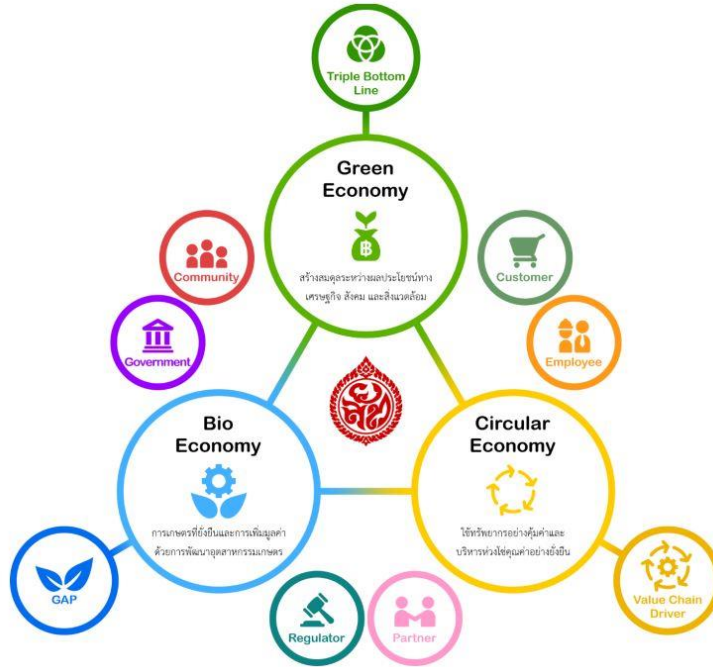 Triple Bottom
Line
Green
Economy
สร้างสมดุลระหว่างผลประโยชน์ทาง
เศรษฐกิจ สังคม และสิ่งแวดล้อม
Community
Customer
Government
Employee
Bio
Economy
การเกษตรที่ยั่งยืนและการเพิ่มมูลค่า
ด้วยการพัฒนาอุตสาหกรรมเกษตร
Circular
Economy
ใช้ทรัพยากรอย่างคุ้มค่าและ
บริหารห่วงโซ่คุณค่าอย่างยั่งยืน
GAP
Regulator
Partner
Value Chain
Driver